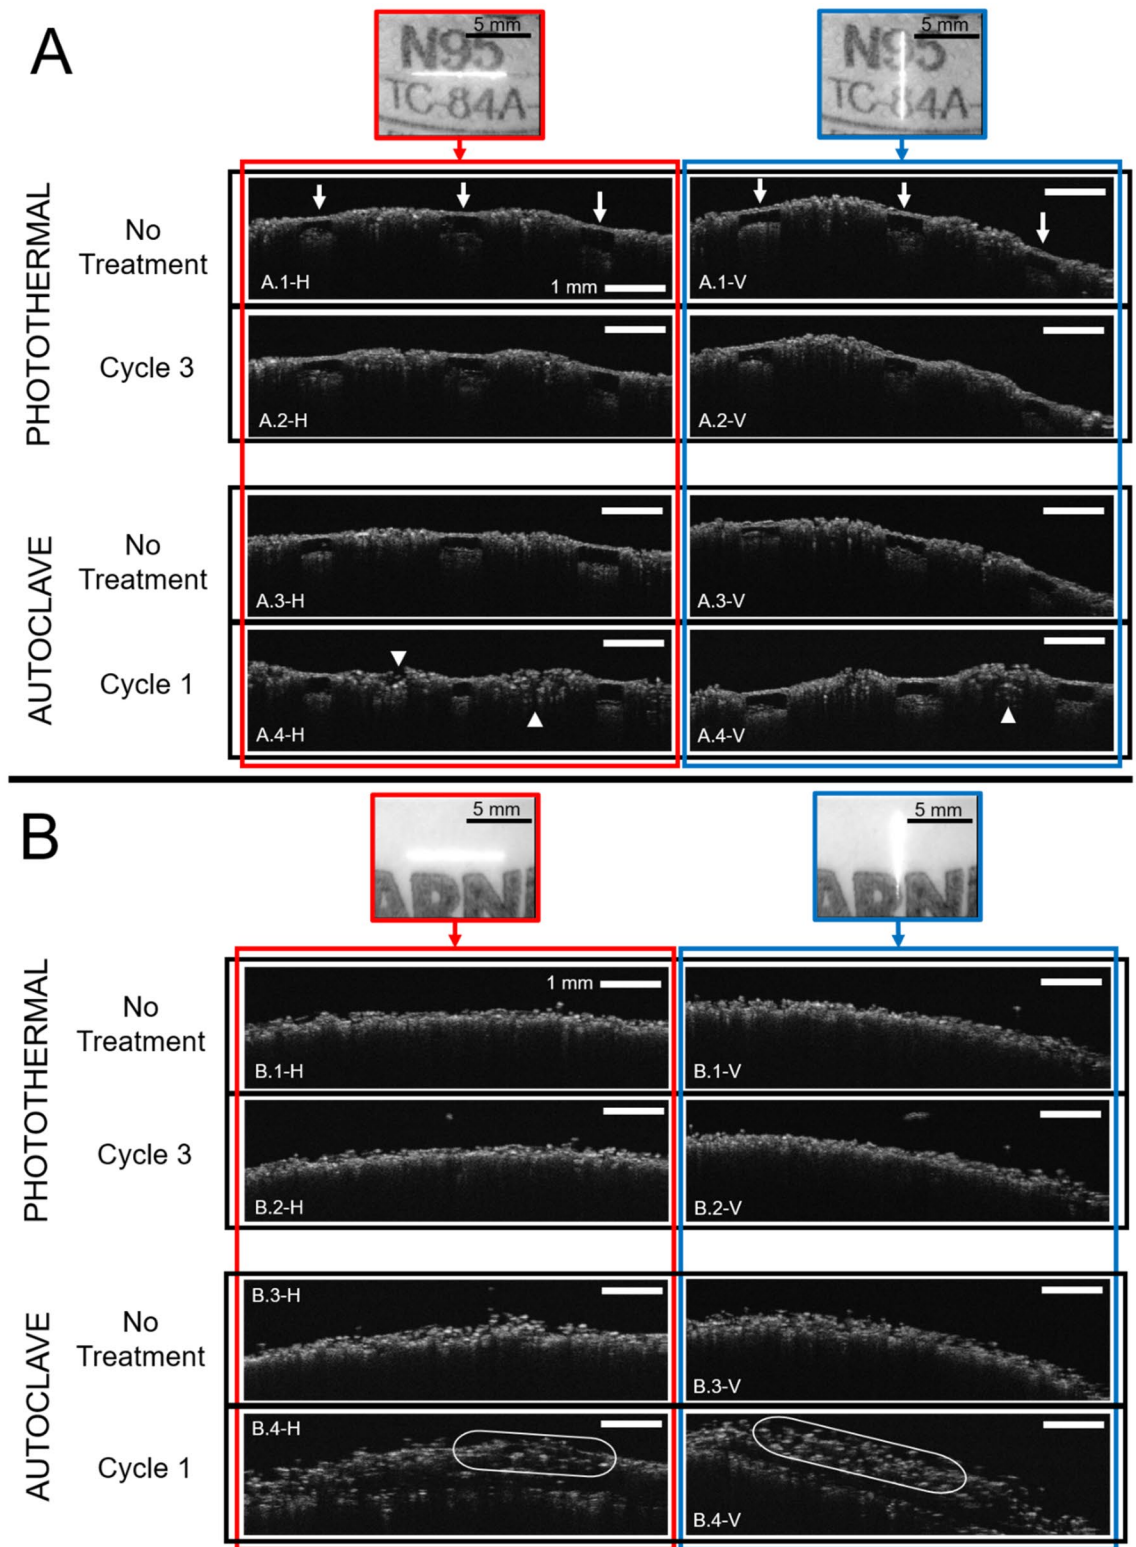 A
5 mm
N95
TC-84A-
5 mm
N95
TC-84A-
PHOTOTHERMAL
No
Treatment
A.1-H
1 mm
A.1-V
Cycle 3
A.2-H
A.2-V
AUTOCLAVE
No
Treatment
A.3-H
A.3-V
Cycle 1
A.4-H
A.4-V
B
5 mm
ARN
5 mm
ARN
PHOTOTHERMAL
No
Treatment
1 mm
B.1-H
B.1-V
Cycle 3
B.2-H
B.2-V
AUTOCLAVE
No
Treatment
B.3-H
B.3-V
Cycle 1
B.4-H
B.4-V